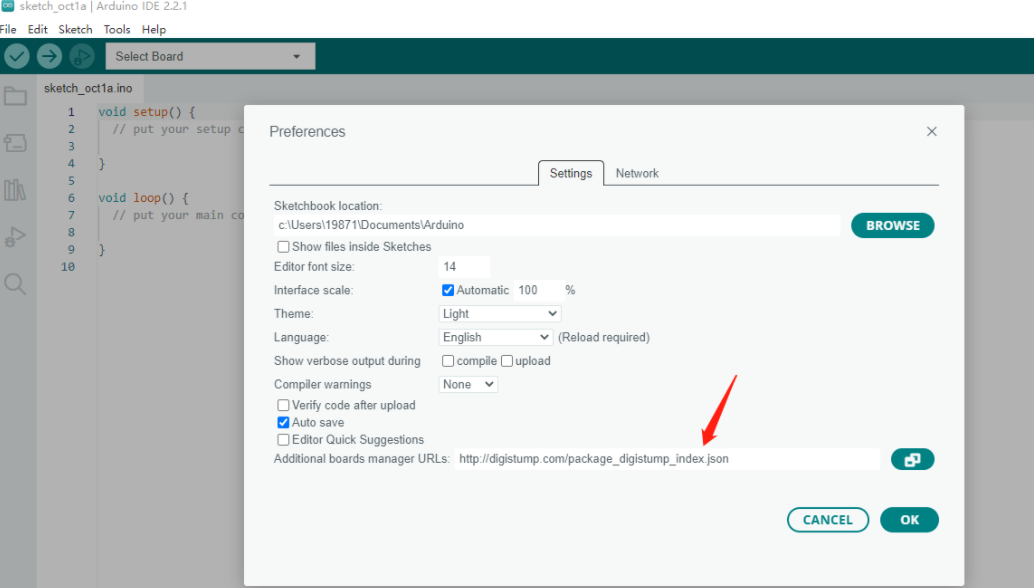 sketch_oct1a | Arduino IDE 2.2.1
File Edit Sketch Tools Help
Select Board
sketch_oct1a.ino
1 void setup() {
2 // put your setup c
3
4 }
5
6 void loop() {
7 // put your main co
8
9 }
10
Preferences
Settings Network
Sketchbook location:
c:\Users\19871\Documents\Arduino
BROWSE
Show files inside Sketches
Editor font size: 14
Interface scale: Automatic 100 %
Theme: Light
Language: English (Reload required)
Show verbose output during compile upload
Compiler warnings None
Verify code after upload
Auto save
Editor Quick Suggestions
Additional boards manager URLs: http://digistump.com/package_digistump_index.json
CANCEL OK